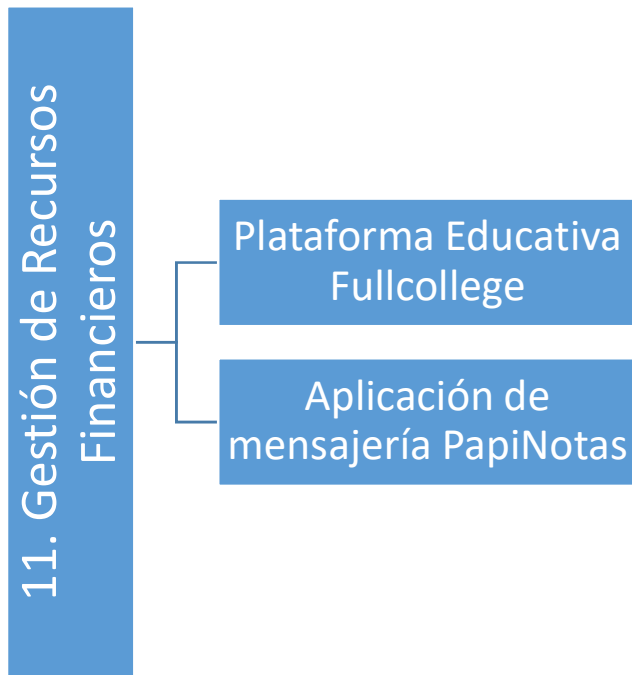 11. Gestión de Recursos
Financieros
Plataforma Educativa
Fullcollege
Aplicación de
mensajería PapiNotas